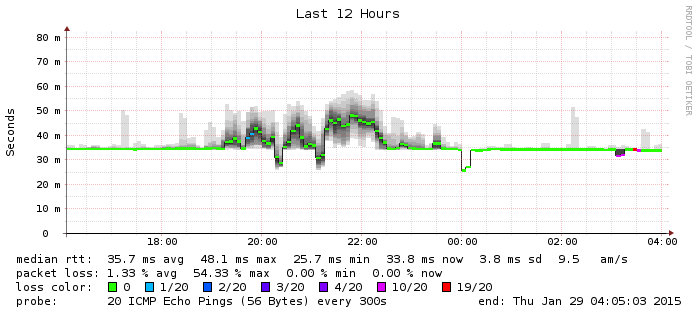 Last 12 Hours
RRDTOOL / TOBI OETIKER
Seconds
80 m
70 m
60 m
50 m
40 m
30 m
20 m
10 m
0
18:00 20:00 22:00 00:00 02:00 04:00
median rtt: 35.7 ms avg 48.1 ms max 25.7 ms min 33.8 ms now 3.8 ms sd 9.5 am/s
packet loss: 1.33 % avg 54.33 % max 0.00 % min 0.00 % now
loss color: 0 1/20 2/20 3/20 4/20 10/20 19/20
probe: 20 ICMP Echo Pings (56 Bytes) every 300s end: Thu Jan 29 04:05:03 2015